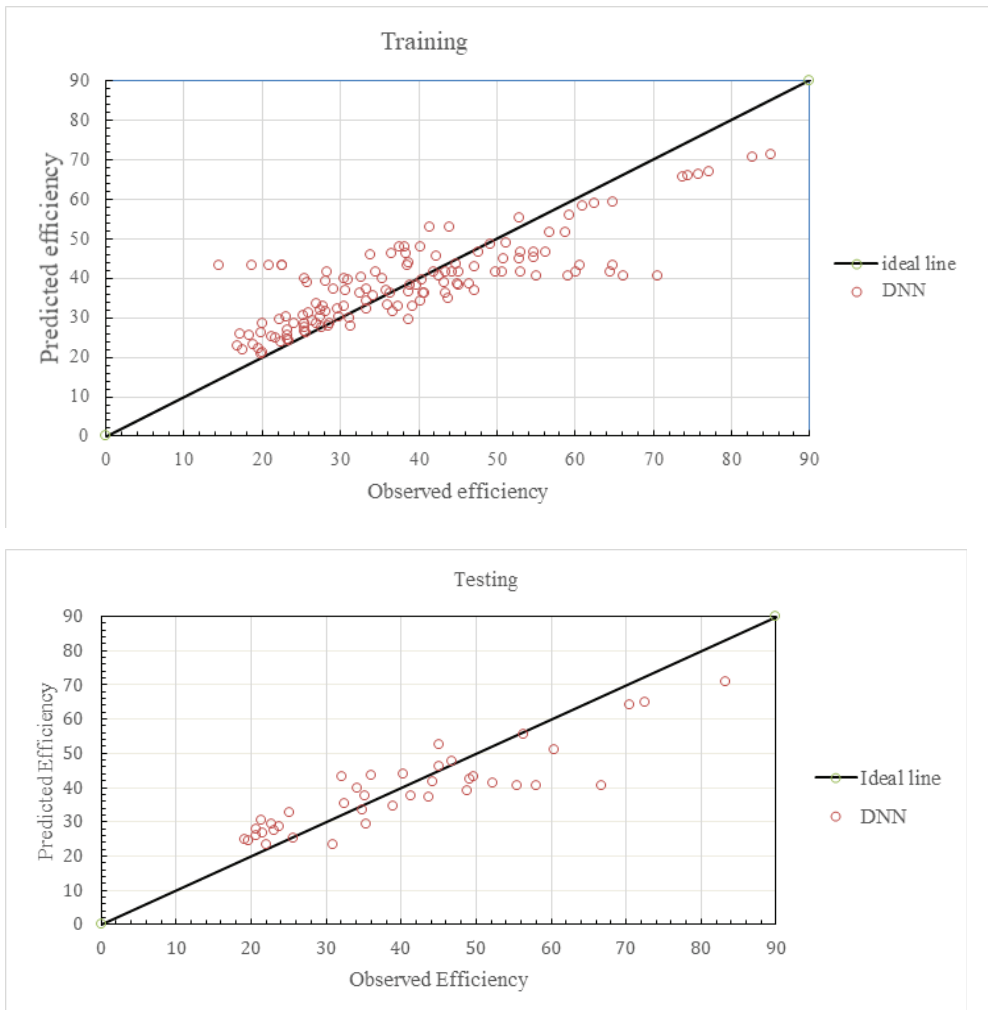 Training
90
80
70
60
50
40
30
20
10
0
0 10 20 30 40 50 60 70 80 90
Predicted efficiency
Observed efficiency
ideal line
DNN
Testing
90
80
70
60
50
40
30
20
10
0
0 10 20 30 40 50 60 70 80 90
Predicted Efficiency
Observed Efficiency
Ideal line
DNN